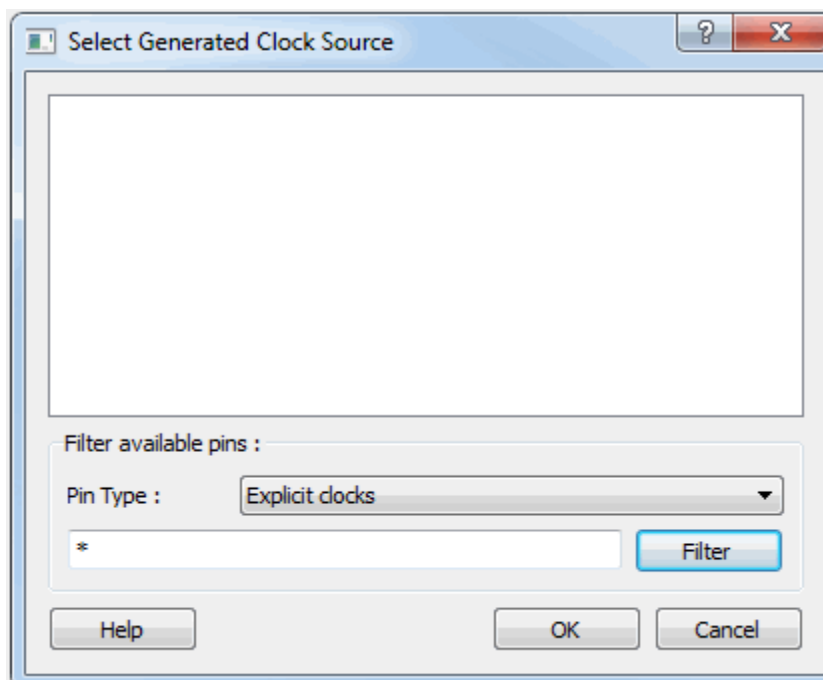 Select Generated Clock Source
?
X
Filter available pins :
Pin Type :
Explicit clocks
*
Filter
Help
OK
Cancel